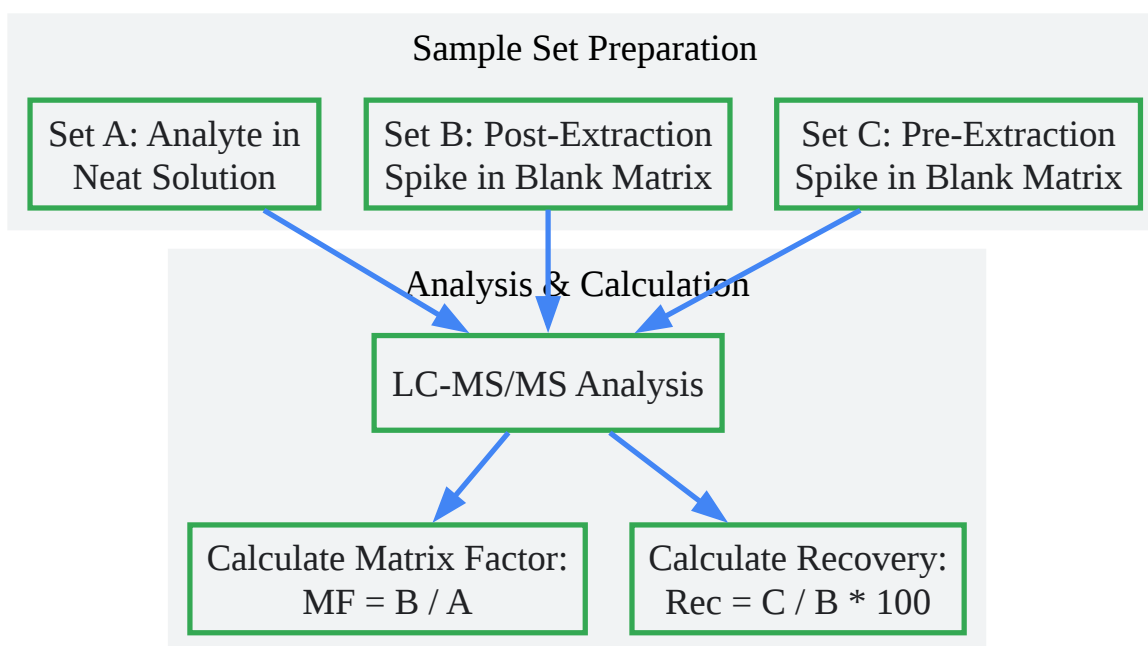 Sample Set Preparation
Set A: Analyte in
Neat Solution
Set B: Post-Extraction
Spike in Blank Matrix
Set C: Pre-Extraction
Spike in Blank Matrix
Analysis & Calculation
LC-MS/MS Analysis
Calculate Matrix Factor:
MF = B / A
Calculate Recovery:
Rec = C / B * 100